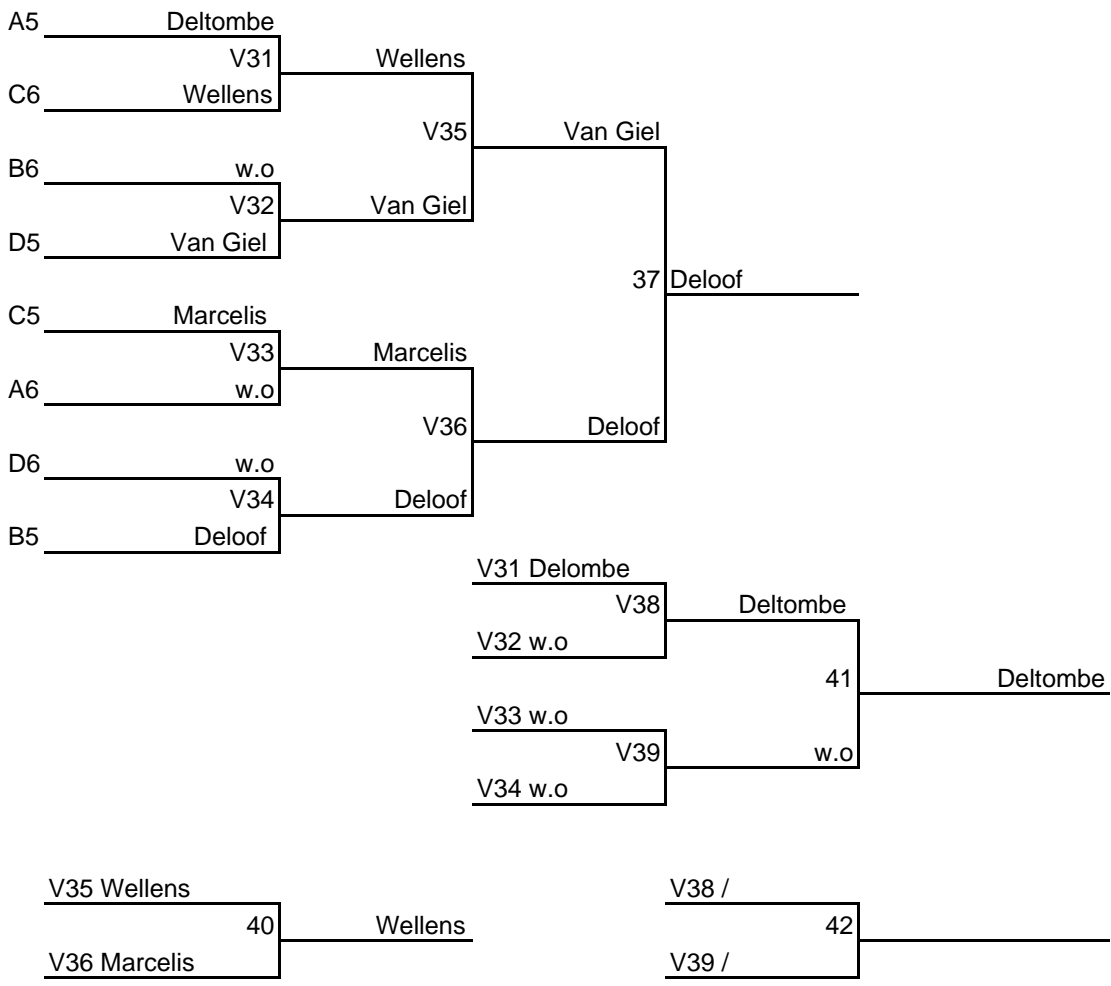 A5 Deltombe
V31 Wellens
C6 Wellens
V35 Van Giel
B6 w.o
V32 Van Giel
D5 Van Giel
37 Deloof
C5 Marcelis
V33 Marcelis
A6 w.o
V36 Deloof
D6 w.o
V34 Deloof
B5 Deloof
V31 Delombe
V38 Deltombe
V32 w.o
41 Deltombe
V33 w.o
V39 w.o
V34 w.o
V35 Wellens
40 Wellens
V36 Marcelis
V38 /
42
V39 /